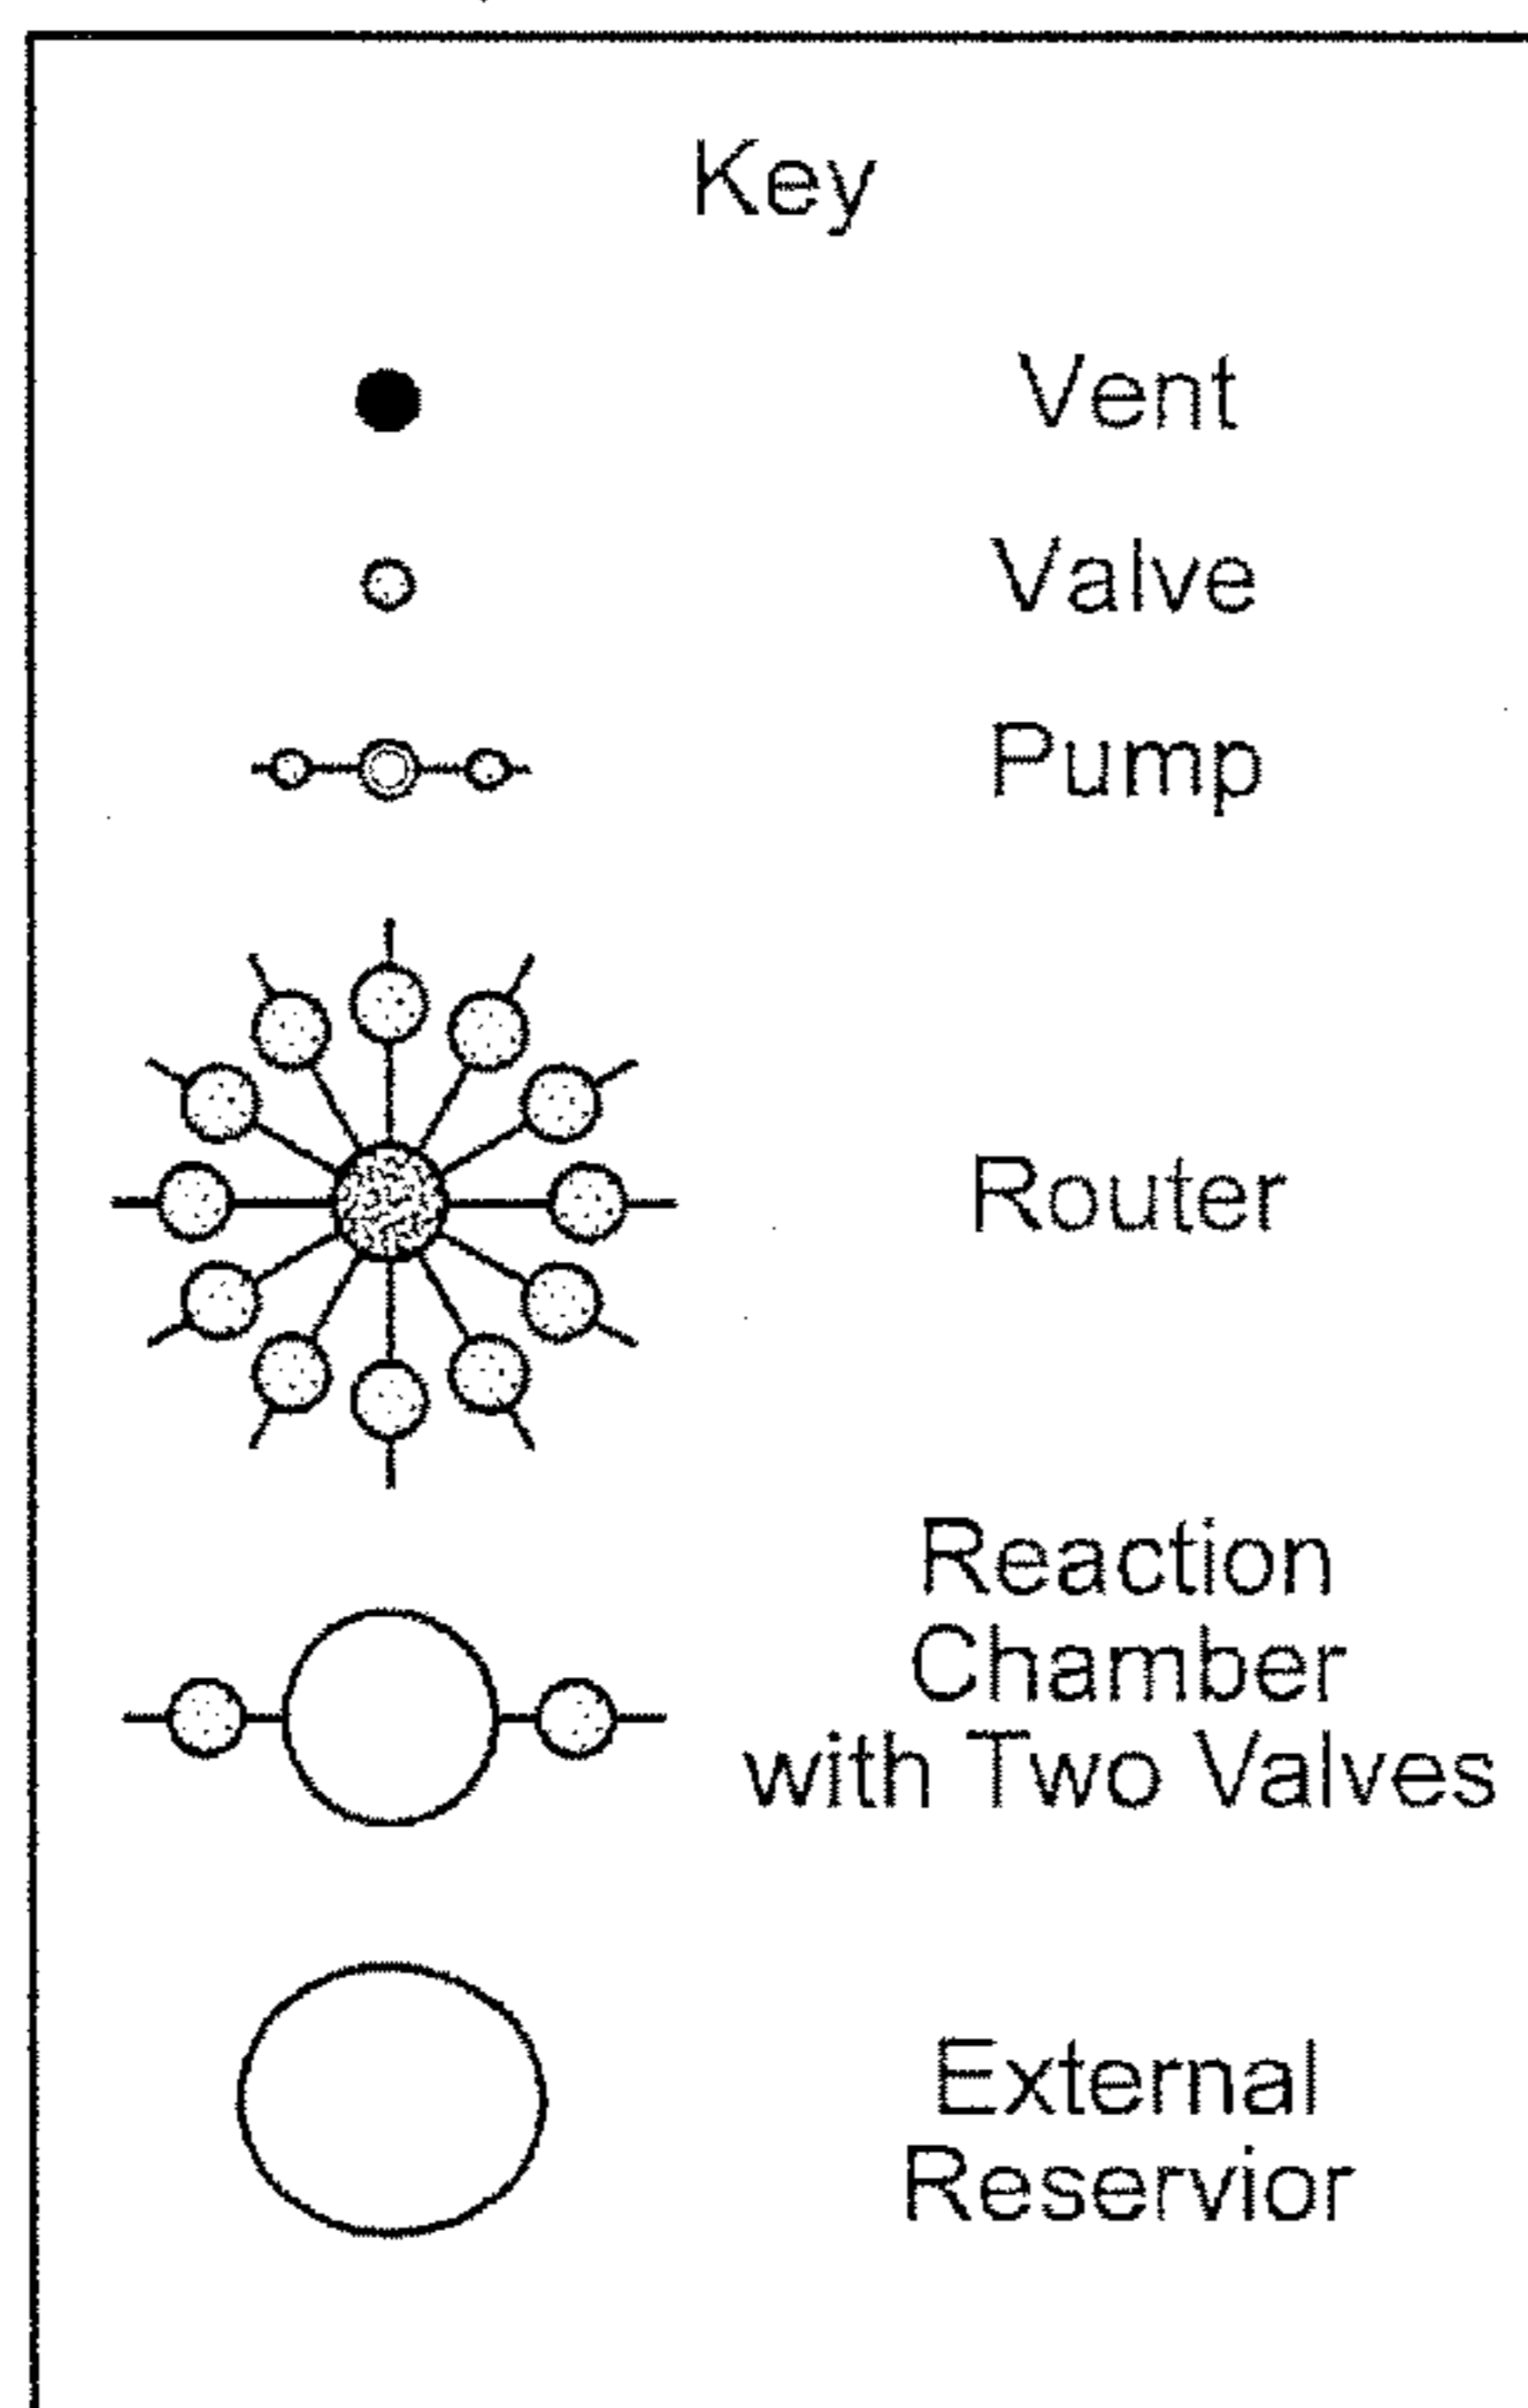 Key
Vent
Valve
Pump
Router
Reaction
Chamber
with Two Valves
External
Reservior